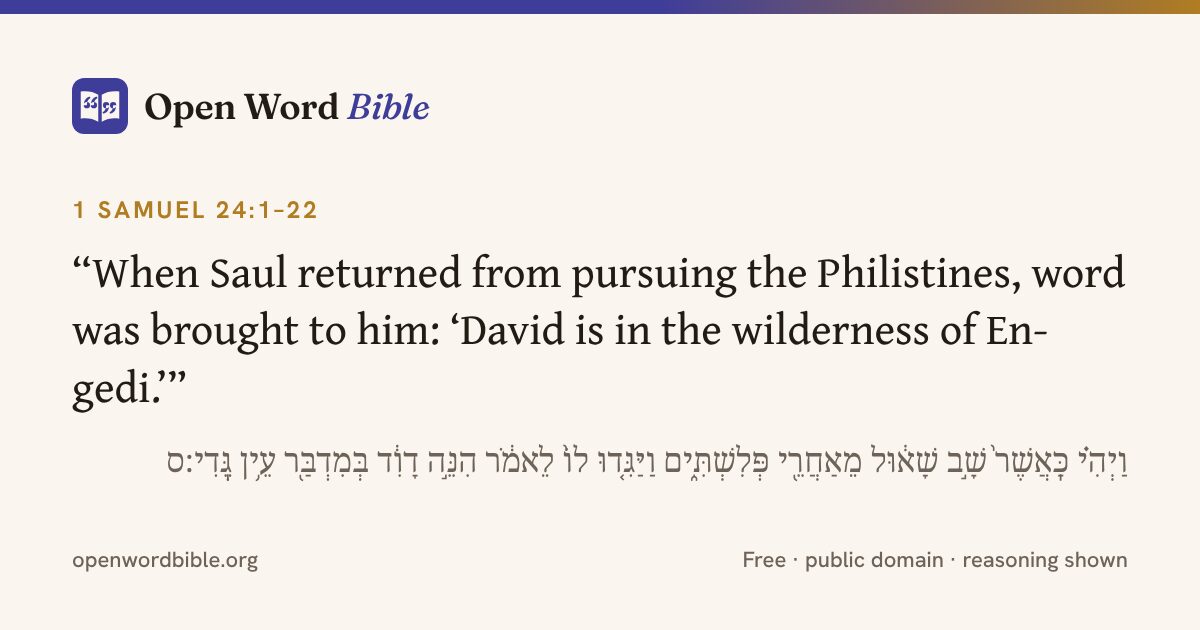 Open Word Bible
1 SAMUEL 24:1–22
“When Saul returned from pursuing the Philistines, word
was brought to him: ‘David is in the wilderness of En-
gedi.’”
וַיְהִ֗י כַּאֲשֶׁר֙ שָׁ֣ב שָׁא֔וּל מֵאַחֲרֵ֖י פְּלִשְׁתִּ֑ים וַיַּגִּ֤דוּ לוֹ֙ לֵאמֹ֔ר הִנֵּ֣ה דָוִ֔ד בְּמִדְבַּ֖ר עֵ֥ין גֶּֽדִי׃ס
openwordbible.org
Free · public domain · reasoning shown